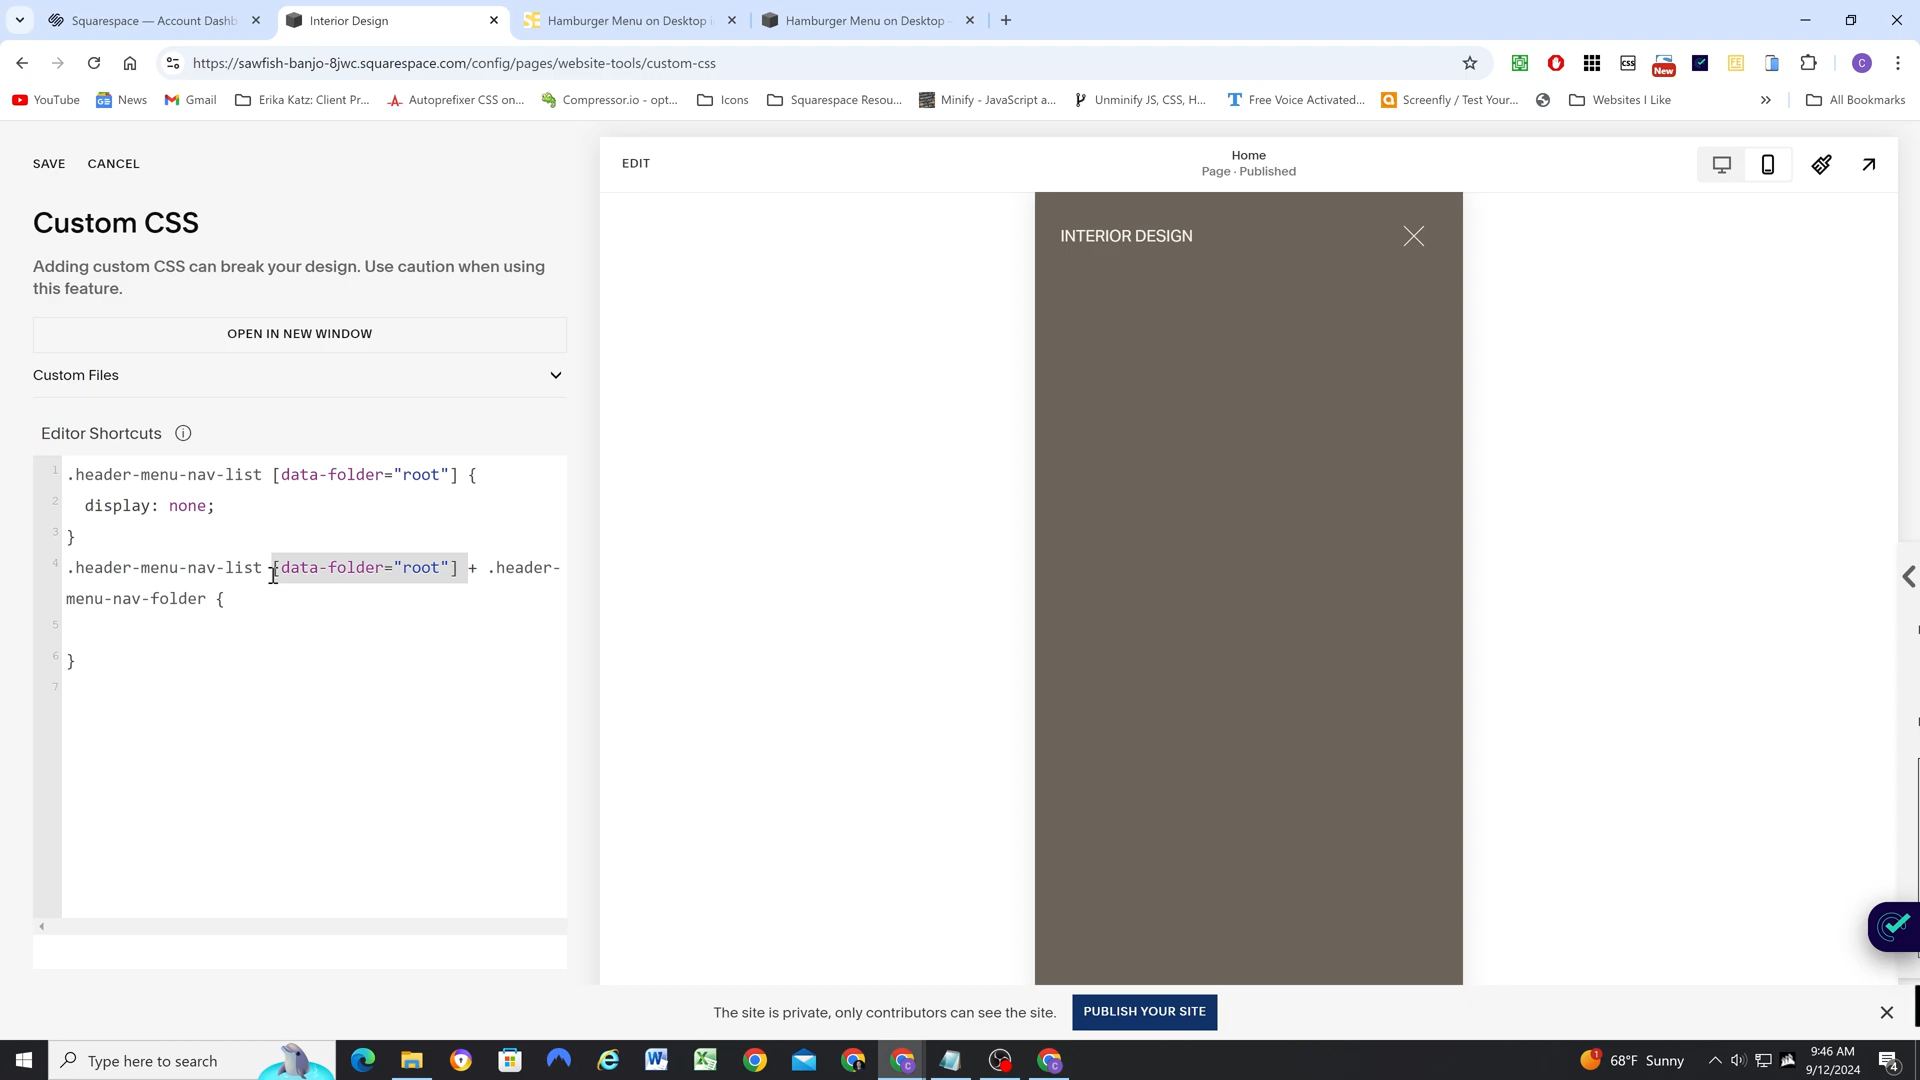 Squarespace — Account Dashb
Interior Design
Hamburger Menu on Desktop i
Hamburger Menu on Desktop -
https://sawfish-banjo-8jwc.squarespace.com/config/pages/website-tools/custom-css
New
YouTube
News
Gmail
Erika Katz: Client Pr...
Autoprefixer CSS on...
Compressor.io - opt...
Icons
Squarespace Resou...
Minify - JavaScript a...
Unminify JS, CSS, H...
Free Voice Activated...
Screenfly / Test Your...
Websites I Like
All Bookmarks
SAVE CANCEL
EDIT
Home
Page · Published
Custom CSS
INTERIOR DESIGN
Adding custom CSS can break your design. Use caution when using
this feature.
OPEN IN NEW WINDOW
Custom Files
Editor Shortcuts
1 .header-menu-nav-list [data-folder="root"] {
2 display: none;
3 }
4 .header-menu-nav-list [data-folder="root"] + .header-
menu-nav-folder {
5
6 }
7
The site is private, only contributors can see the site.
PUBLISH YOUR SITE
Type here to search
68°F Sunny
9:46 AM
9/12/2024
4